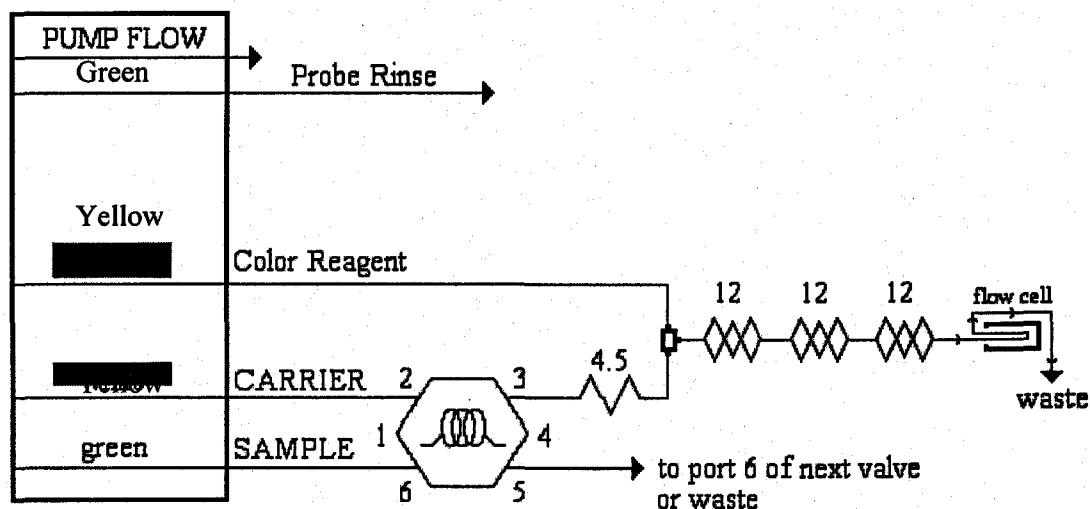 PUMP FLOW
Green
Probe Rinse
Yellow
Color Reagent
12 12 12
flow cell
4.5
waste
CARRIER
2 3
1 4
green
SAMPLE
6 5
to port 6 of next valve
or waste